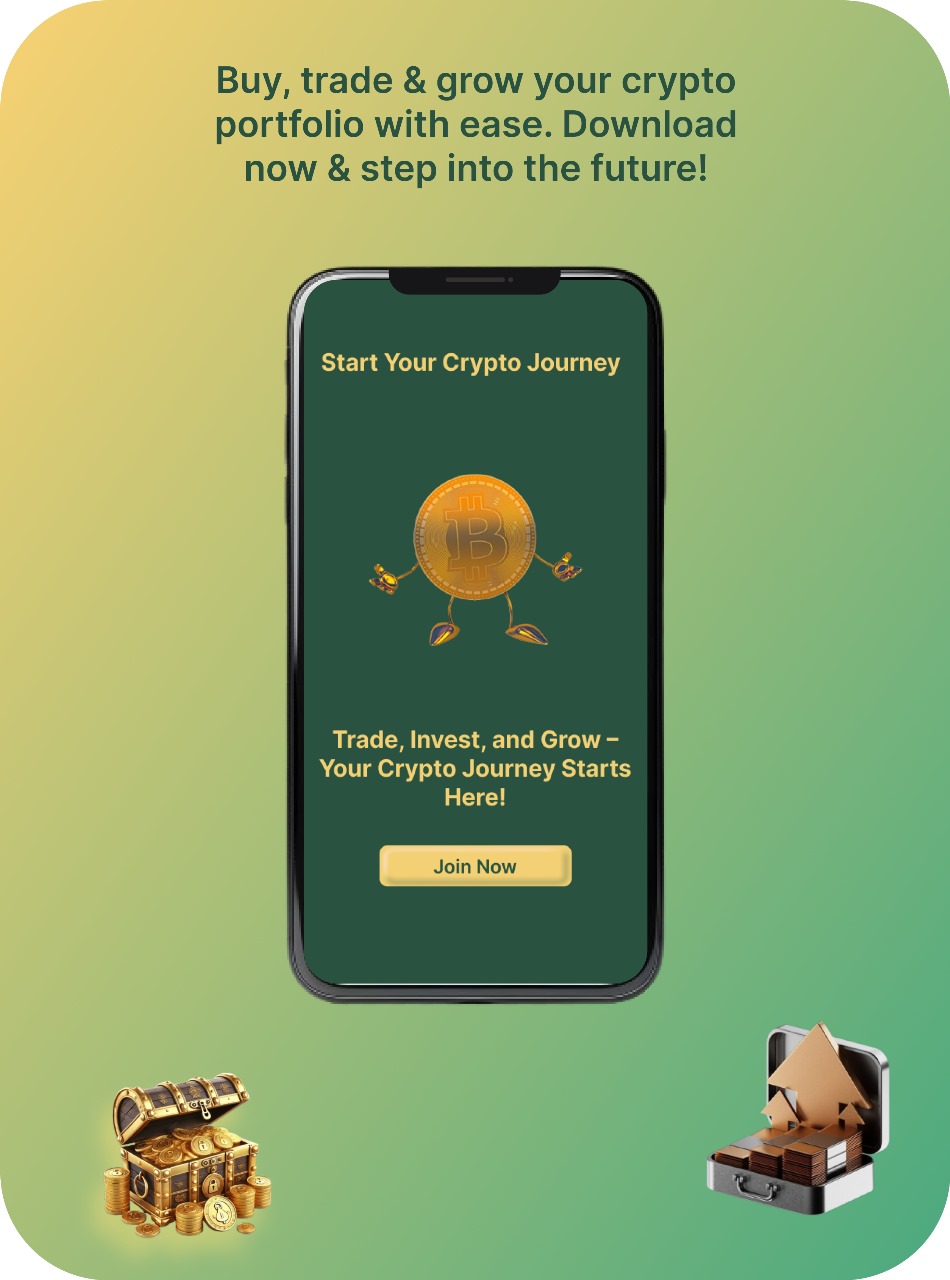 Buy, trade & grow your crypto
portfolio with ease. Download
now & step into the future!
Start Your Crypto Journey
Trade, Invest, and Grow –
Your Crypto Journey Starts
Here!
Join Now